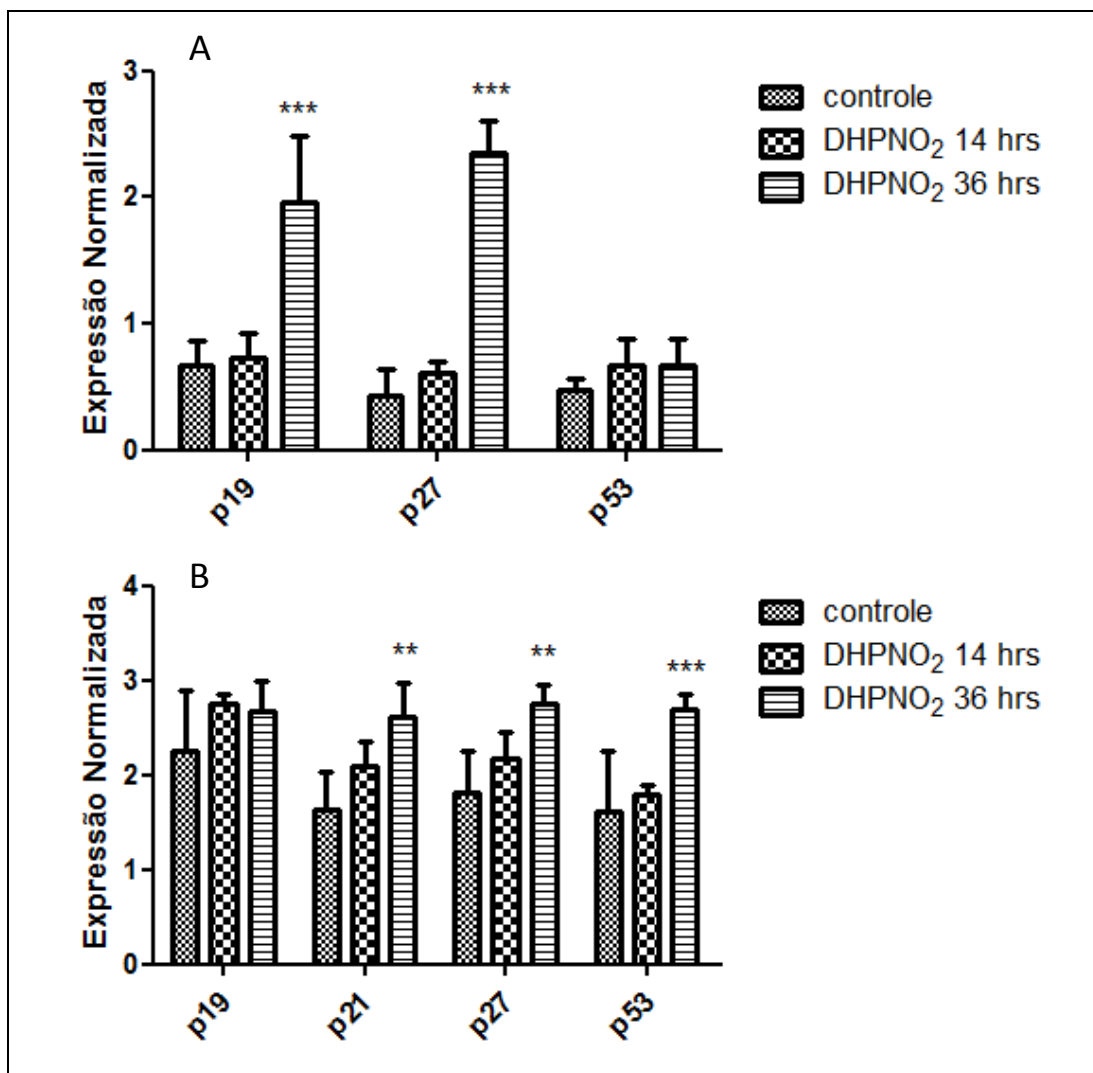 A
Expressão Normalizada
3
2
1
0
*** ***
p19 p27 p53
controle
DHPNO₂ 14 hrs
DHPNO₂ 36 hrs
B
Expressão Normalizada
4
3
2
1
0
** ** ***
p19 p21 p27 p53
controle
DHPNO₂ 14 hrs
DHPNO₂ 36 hrs